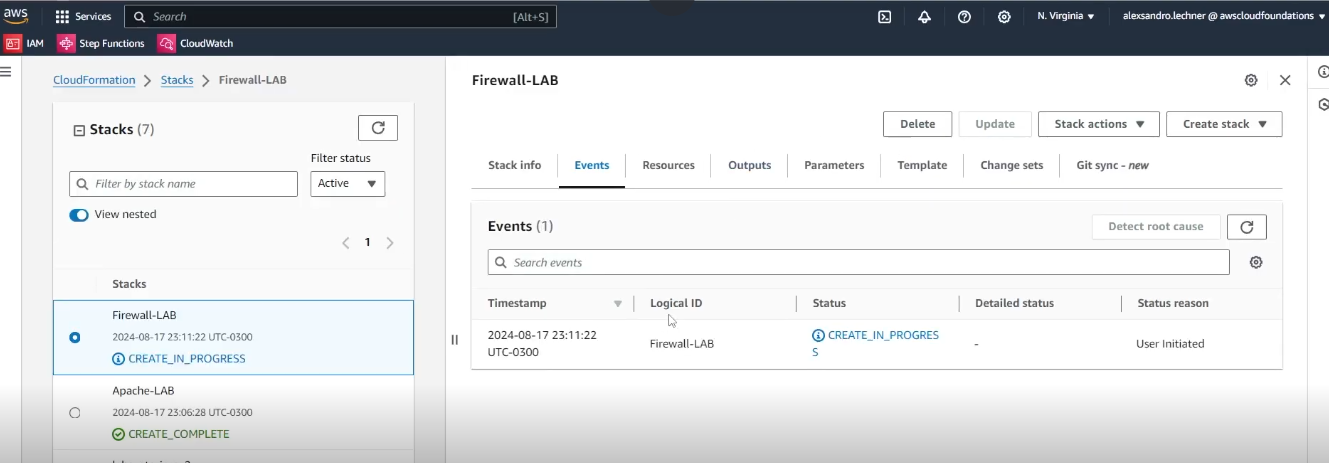 aws
Services
Search
[Alt+S]
N. Virginia
alexsandro.lechner @ awscloudfoundations
IAM
Step Functions
CloudWatch
CloudFormation
Stacks
Firewall-LAB
Stacks (7)
Filter status
Filter by stack name
Active
View nested
1
Stacks
Firewall-LAB
2024-08-17 23:11:22 UTC-0300
CREATE_IN_PROGRESS
Apache-LAB
2024-08-17 23:06:28 UTC-0300
CREATE_COMPLETE
Firewall-LAB
Delete
Update
Stack actions
Create stack
Stack info
Events
Resources
Outputs
Parameters
Template
Change sets
Git sync - new
Events (1)
Detect root cause
Search events
Timestamp
Logical ID
Status
Detailed status
Status reason
2024-08-17 23:11:22
UTC-0300
Firewall-LAB
CREATE_IN_PROGRES
S
-
User Initiated